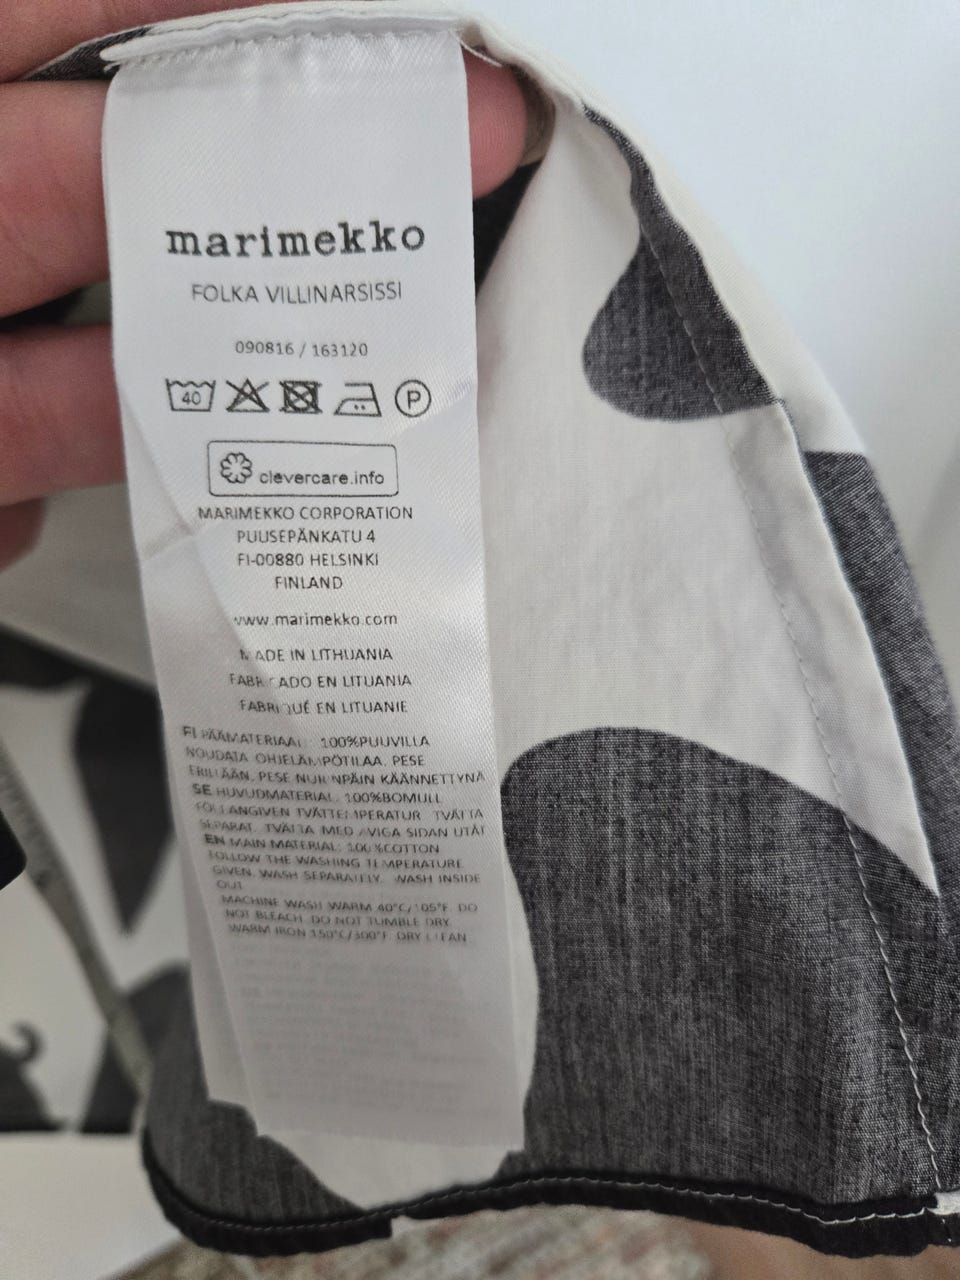 marimekko
FOLKA VILLINARSISSI
090816 / 163120
40 P
clevercare.info
MARIMEKKO CORPORATION
PUUSEPÄNKATU 4
FI-00880 HELSINKI
FINLAND
www.marimekko.com
MADE IN LITHUANIA
FABRICADO EN LITUANIA
FABRIQUÉ EN LITUANIE
FI PÄÄMATERIAALI: 100%PUUVILLA
NOUDATA OHJELÄMPÖTILAA. PESE
ERILLÄÄN. PESE NURINPÄIN KÄÄNNETTYNÄ
SE HUVUDMATERIAL: 100%BOMULL
FÖLJ ANGIVEN TVÄTTEMPERATUR. TVÄTTA
SEPARAT. TVÄTTA MED AVIGA SIDAN UTÅT
EN MAIN MATERIAL: 100%COTTON
FOLLOW THE WASHING TEMPERATURE
GIVEN. WASH SEPARATELY. WASH INSIDE
OUT
MACHINE WASH WARM 40°C/105°F. DO
NOT BLEACH. DO NOT TUMBLE DRY.
WARM IRON 150°C/300°F. DRY CLEAN